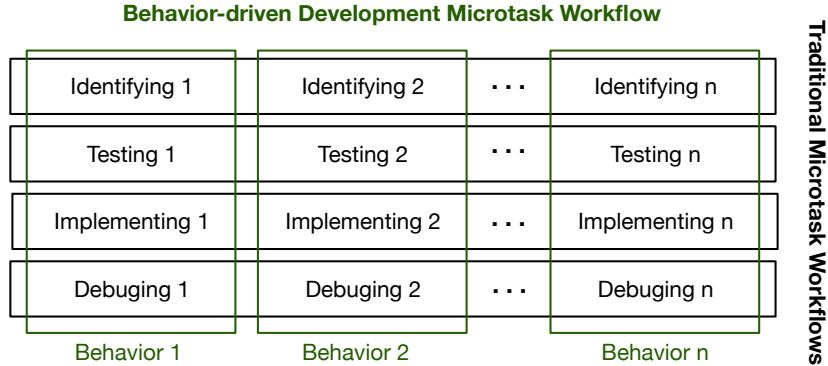 Behavior-driven Development Microtask Workflow
Identifying 1 Identifying 2 ... Identifying n
Testing 1 Testing 2 ... Testing n
Implementing 1 Implementing 2 ... Implementing n
Debuging 1 Debuging 2 ... Debuging n
Behavior 1 Behavior 2 Behavior n
Traditional Microtask Workflows